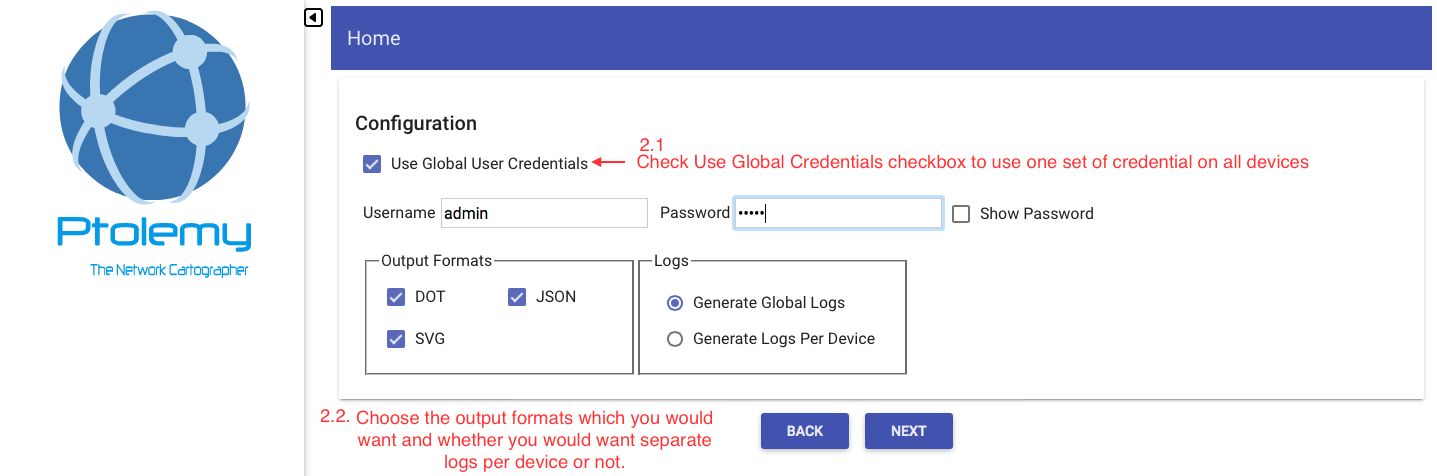 Ptolemy
The Network Cartographer
Home
Configuration
Use Global User Credentials
2.1
Check Use Global Credentials checkbox to use one set of credential on all devices
Username admin Password ••••• Show Password
Output Formats
DOT JSON
SVG
Logs
Generate Global Logs
Generate Logs Per Device
2.2. Choose the output formats which you would
want and whether you would want separate
logs per device or not.
BACK NEXT